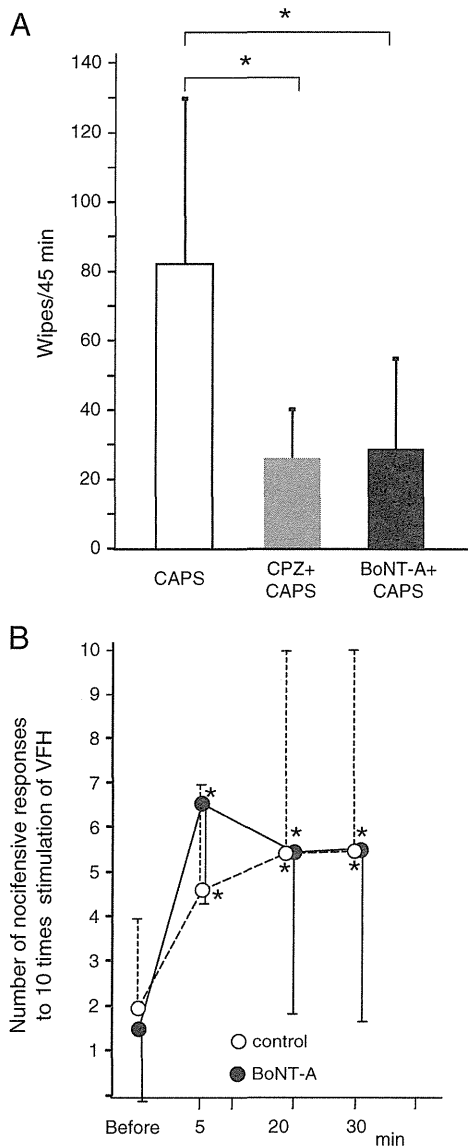 A
*
*
140
120
100
80
60
40
20
0
Wipes/45 min
CAPS
CPZ+
CAPS
BoNT-A+
CAPS
B
10
9
8
7
6
5
4
3
2
1
Number of nocifensive responses
to 10 times stimulation of VFH
*
*
*
*
*
*
control
BoNT-A
Before
5
20
30
min